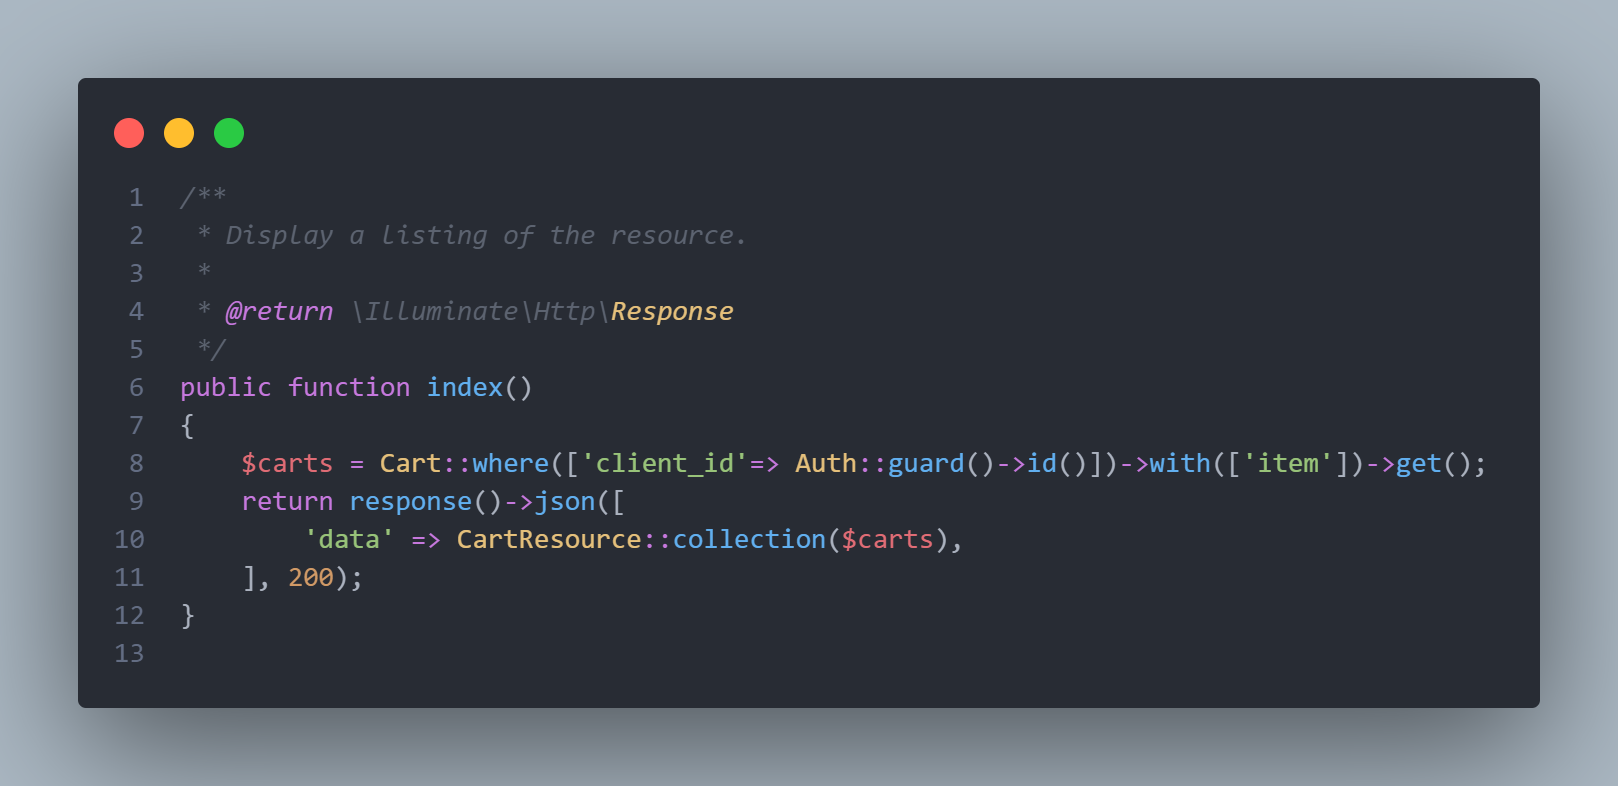 1 /**
2  * Display a listing of the resource.
3  *
4  * @return \Illuminate\Http\Response
5  */
6 public function index()
7 {
8     $carts = Cart::where(['client_id'=> Auth::guard()->id()])->with(['item'])->get();
9     return response()->json([
10         'data' => CartResource::collection($carts),
11     ], 200);
12 }
13